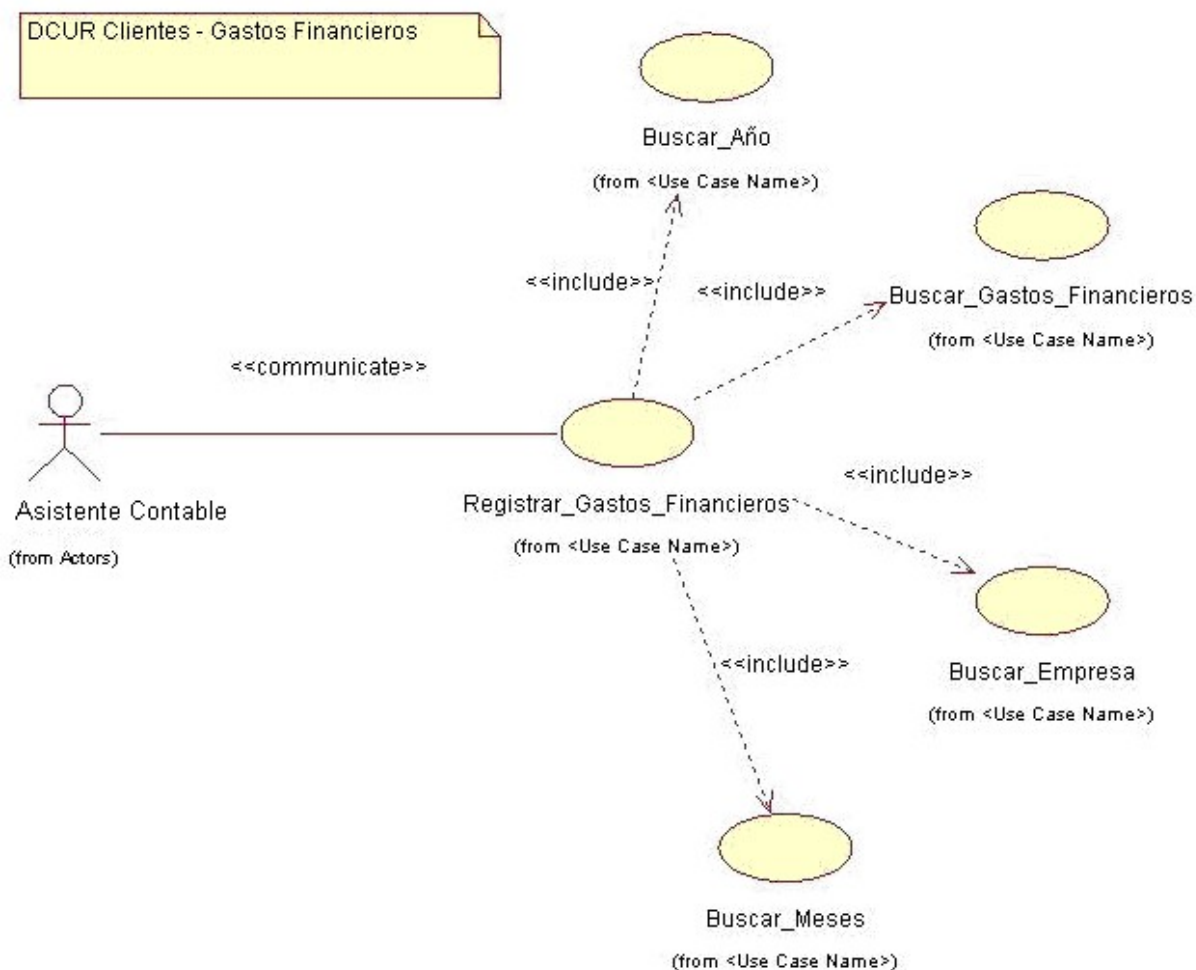 DCUR Clientes - Gastos Financieros
Buscar_Año
(from <Use Case Name>)
<<include>>
<<include>>
Buscar_Gastos_Financieros
(from <Use Case Name>)
<<communicate>>
Asistente Contable
(from Actors)
Registrar_Gastos_Financieros
(from <Use Case Name>)
<<include>>
Buscar_Empresa
(from <Use Case Name>)
<<include>>
Buscar_Meses
(from <Use Case Name>)